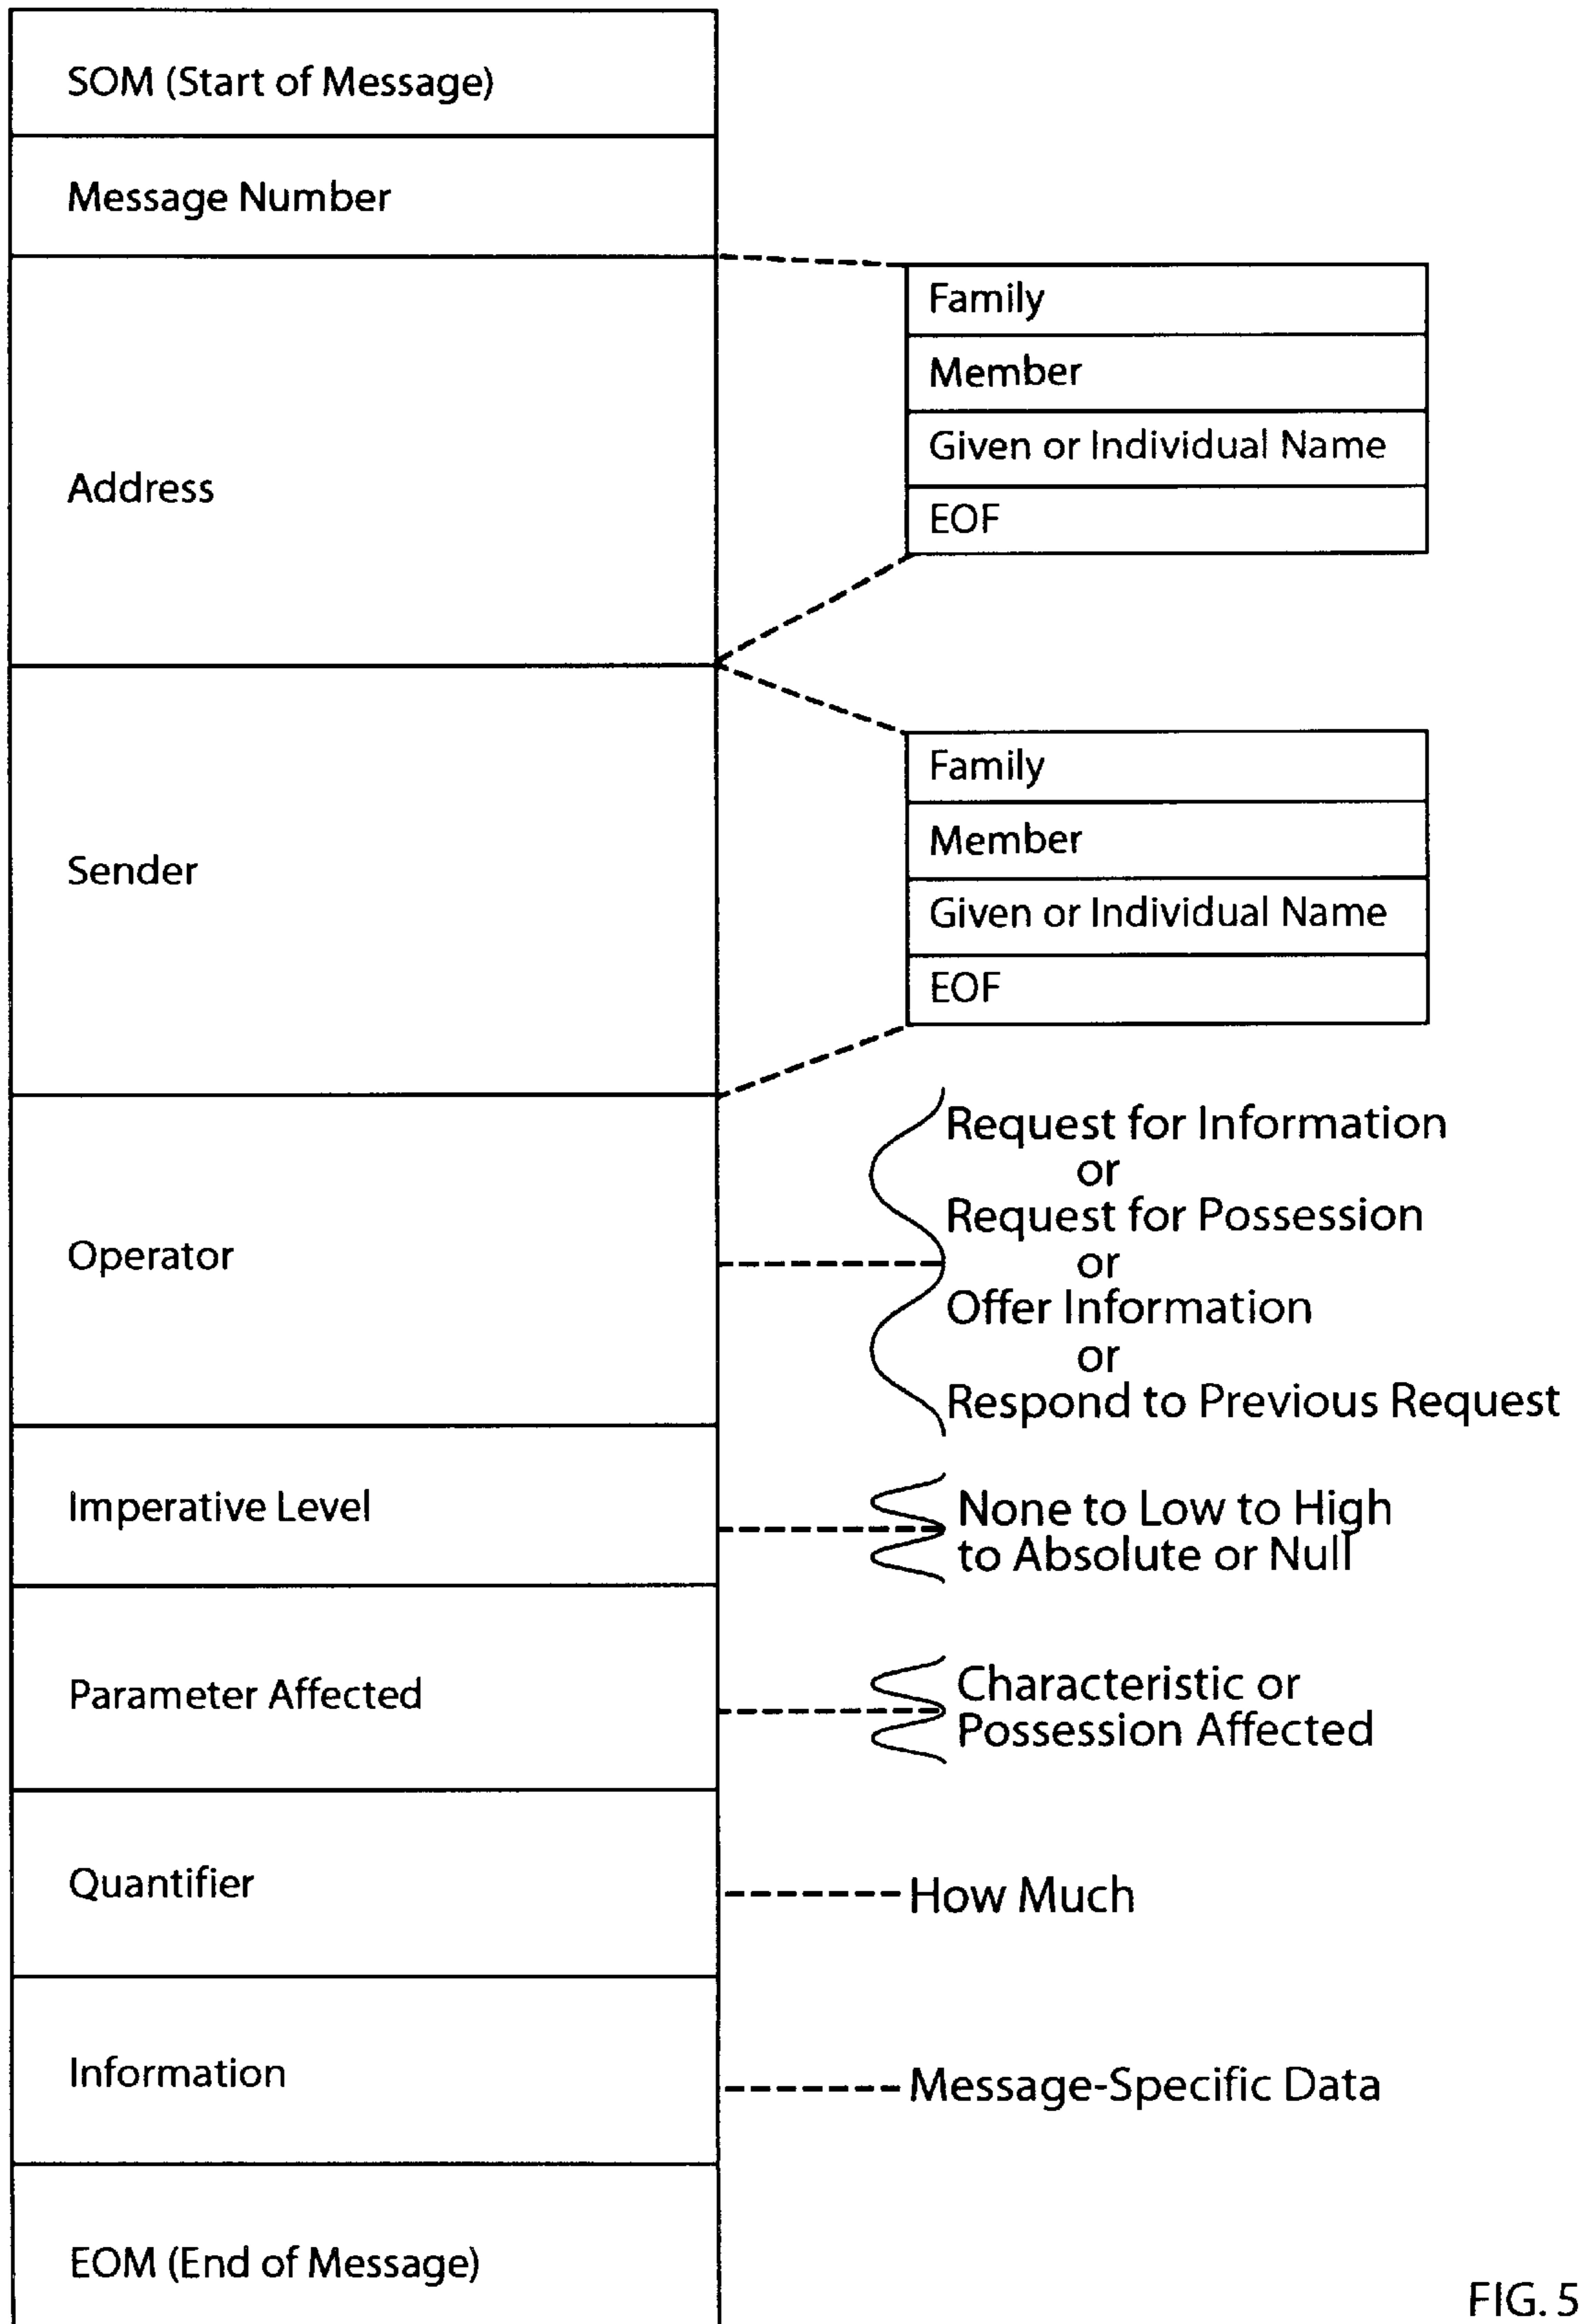 SOM (Start of Message)
Message Number
Address
Family
Member
Given or Individual Name
EOF
Sender
Family
Member
Given or Individual Name
EOF
Operator
Request for Information
or
Request for Possession
or
Offer Information
or
Respond to Previous Request
Imperative Level
None to Low to High
to Absolute or Null
Parameter Affected
Characteristic or
Possession Affected
Quantifier
How Much
Information
Message-Specific Data
EOM (End of Message)
FIG. 5